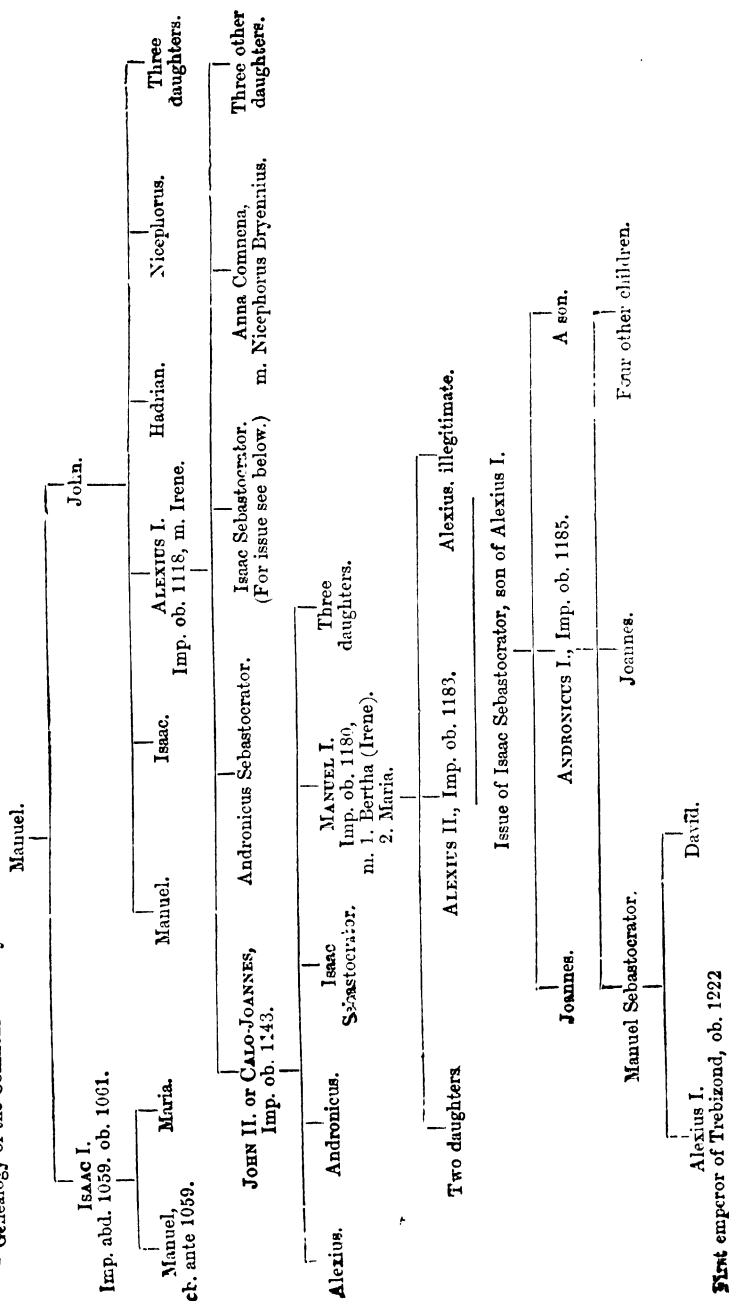 Genealogy of the
Manuel.
ISAAC I.
Imp. abd. 1059. ob. 1061.
John.
Manuel,
ob. ante 1059.
Maria.
Manuel.
Isaac.
ALEXIUS I.
Imp. ob. 1118, m. Irene.
Hadrian.
Nicephorus.
Three
daughters.
JOHN II. or CALO-JOANNES,
Imp. ob. 1143.
Andronicus Sebastocrator.
Isaac Sebastocrator.
(For issue see below.)
Anna Comnena,
m. Nicephorus Bryennius.
Three other
daughters.
Alexius.
Andronicus.
Isaac
Sebastocrator.
MANUEL I.
Imp. ob. 1180,
m. 1. Bertha (Irene).
2. Maria.
Three
daughters.
Two daughters
ALEXIUS II., Imp. ob. 1183.
Alexius, illegitimate.
Issue of Isaac Sebastocrator, son of Alexius I.
Joannes.
ANDRONICUS I., Imp. ob. 1185.
A son.
Manuel Sebastocrator.
Joannes.
Four other children.
Alexius I.
First emperor of Trebizond, ob. 1222
David.